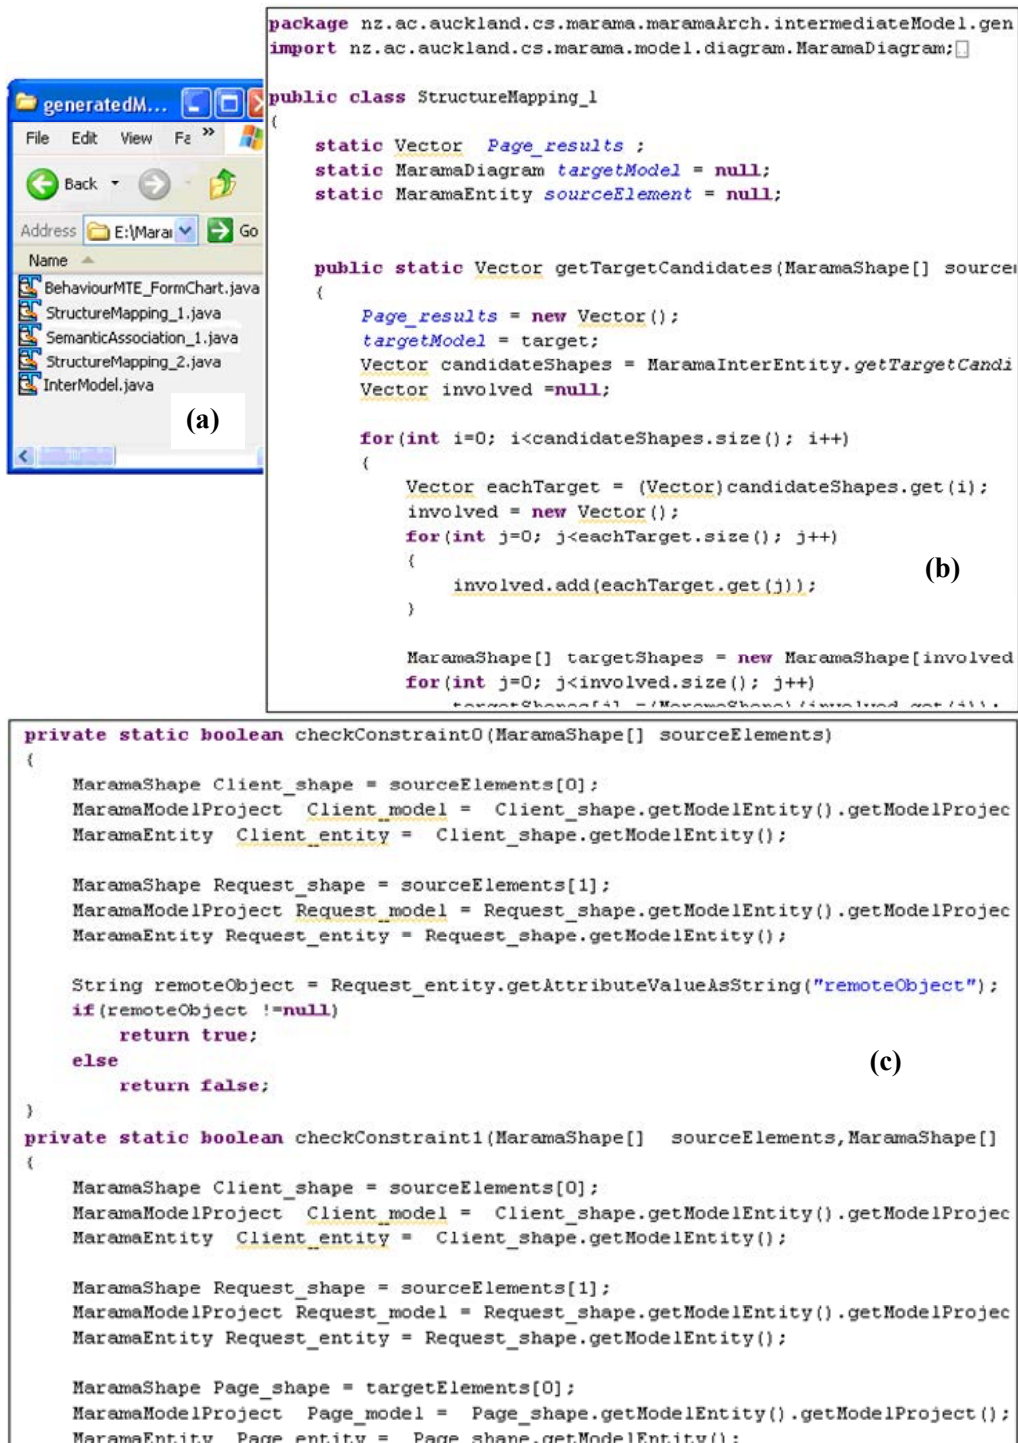 generatedM...
File Edit View Fa »
Back
Address E:\Marar Go
Name
BehaviourMTE_FormChart.java
StructureMapping_1.java
SemanticAssociation_1.java
StructureMapping_2.java
InterModel.java
(a)
package nz.ac.auckland.cs.marama.maramaArch.intermediateModel.gen
import nz.ac.auckland.cs.marama.model.diagram.MaramaDiagram;
public class StructureMapping_1
{
static Vector Page_results ;
static MaramaDiagram targetModel = null;
static MaramaEntity sourceElement = null;
public static Vector getTargetCandidates(MaramaShape[] source
{
Page_results = new Vector();
targetModel = target;
Vector candidateShapes = MaramaInterEntity.getTargetCandi
Vector involved =null;
for(int i=0; i<candidateShapes.size(); i++)
{
Vector eachTarget = (Vector)candidateShapes.get(i);
involved = new Vector();
for(int j=0; j<eachTarget.size(); j++)
{
involved.add(eachTarget.get(j));
}
(b)
MaramaShape[] targetShapes = new MaramaShape[involved
for(int j=0; j<involved.size(); j++)
targetShapes[j] =(MaramaShape)(involved.get(j));
private static boolean checkConstraint0(MaramaShape[] sourceElements)
{
MaramaShape Client_shape = sourceElements[0];
MaramaModelProject Client_model = Client_shape.getModelEntity().getModelProjec
MaramaEntity Client_entity = Client_shape.getModelEntity();
MaramaShape Request_shape = sourceElements[1];
MaramaModelProject Request_model = Request_shape.getModelEntity().getModelProjec
MaramaEntity Request_entity = Request_shape.getModelEntity();
String remoteObject = Request_entity.getAttributeValueAsString("remoteObject");
if(remoteObject !=null)
return true;
else
return false;
}
(c)
private static boolean checkConstraint1(MaramaShape[] sourceElements,MaramaShape[]
{
MaramaShape Client_shape = sourceElements[0];
MaramaModelProject Client_model = Client_shape.getModelEntity().getModelProjec
MaramaEntity Client_entity = Client_shape.getModelEntity();
MaramaShape Request_shape = sourceElements[1];
MaramaModelProject Request_model = Request_shape.getModelEntity().getModelProjec
MaramaEntity Request_entity = Request_shape.getModelEntity();
MaramaShape Page_shape = targetElements[0];
MaramaModelProject Page_model = Page_shape.getModelEntity().getModelProject();
MaramaEntity Page_entity = Page_shape.getModelEntity();